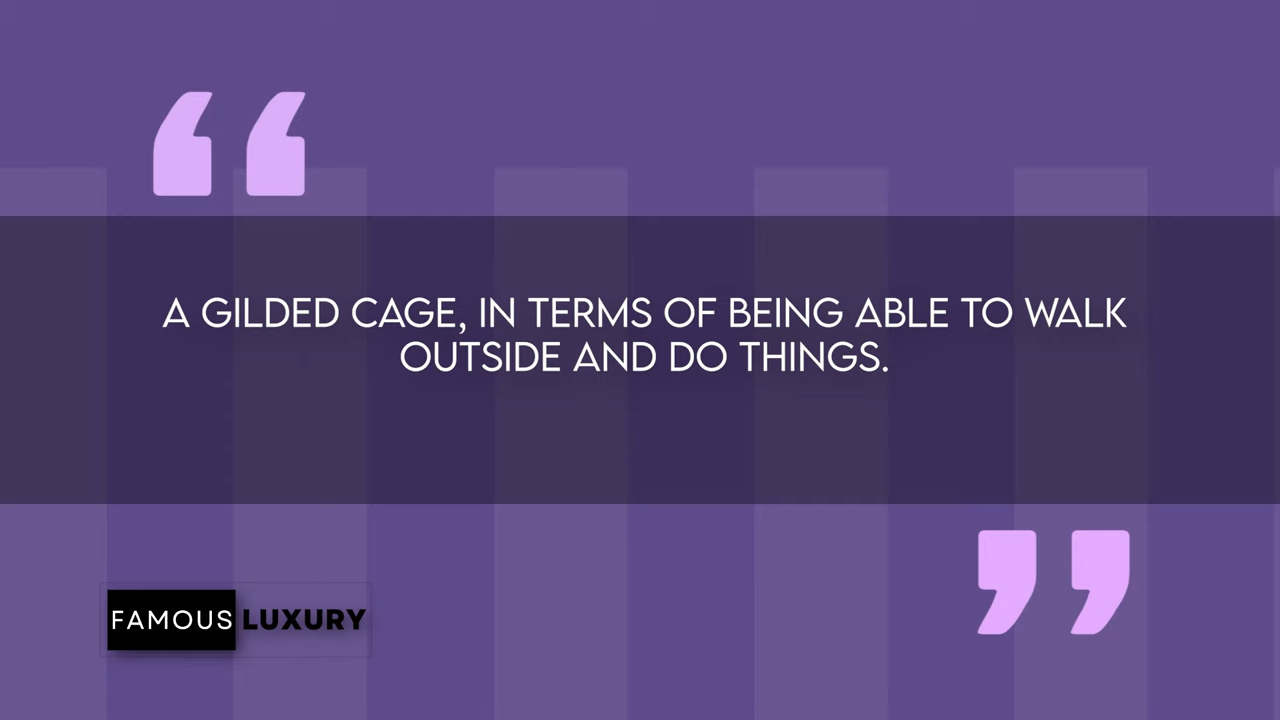 A GILDED CAGE, IN TERMS OF BEING ABLE TO WALK
OUTSIDE AND DO THINGS.
FAMOUS LUXURY